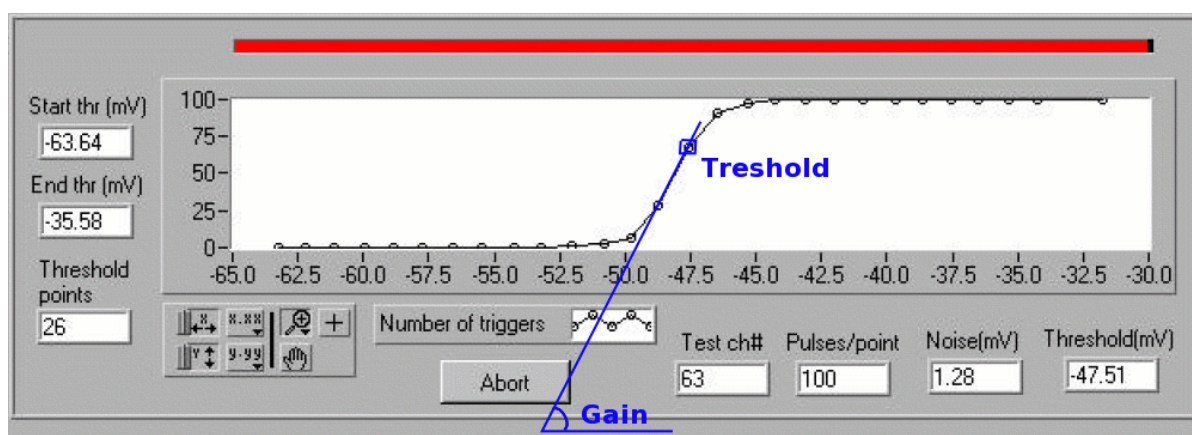 Start thr (mV)
-63.64
End thr (mV)
-35.58
Threshold
points
26
100
75
50
25
0
-65.0 -62.5 -60.0 -57.5 -55.0 -52.5 -50.0 -47.5 -45.0 -42.5 -40.0 -37.5 -35.0 -32.5 -30.0
Treshold
Number of triggers
Abort
Gain
Test ch#
63
Pulses/point
100
Noise(mV)
1.28
Threshold(mV)
-47.51
X
x.xx
Y
y.yy